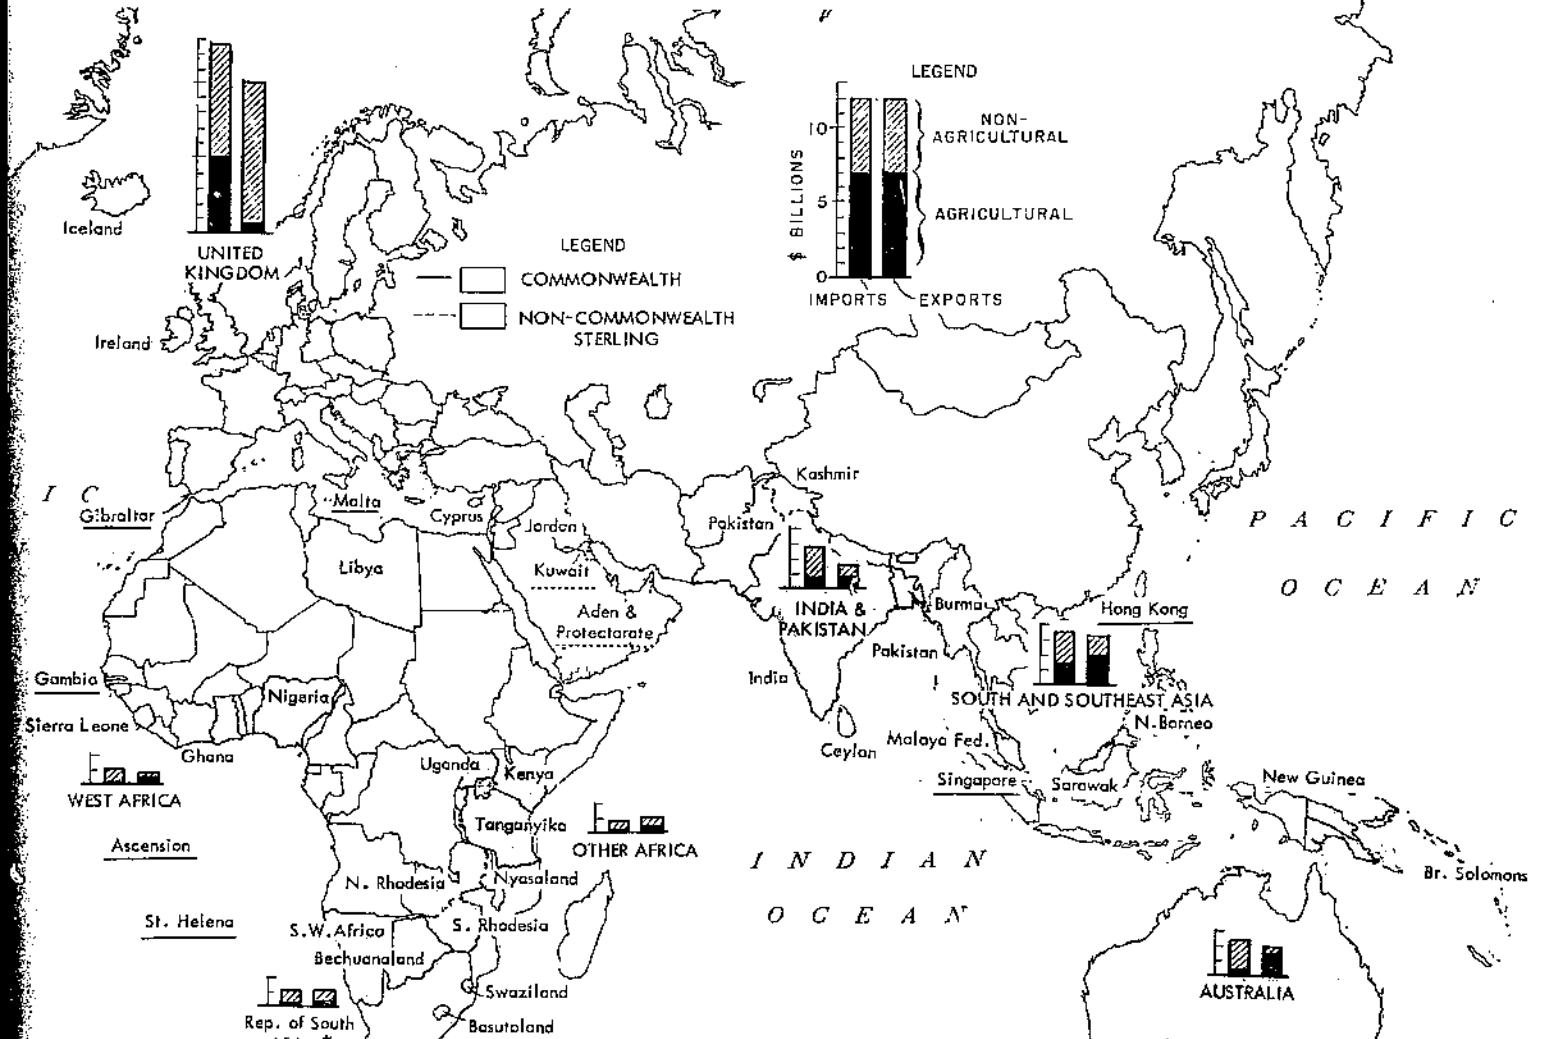 LEGEND
NON-
AGRICULTURAL
10
$ BILLIONS
5
AGRICULTURAL
0
IMPORTS
EXPORTS
Iceland
UNITED
KINGDOM
LEGEND
COMMONWEALTH
NON-COMMONWEALTH
STERLING
Ireland
Kashmir
I C
Gibraltar
Malta
Cyprus
Jordan
Pakistan
PACIFIC
OCEAN
Libya
Kuwait
Aden &
Protectorate
INDIA &
PAKISTAN
Burma
Hong Kong
Pakistan
India
SOUTH AND SOUTHEAST ASIA
Gambia
Nigeria
Sierra Leone
Ghana
N. Borneo
Ceylon
Malaya Fed.
Uganda
Kenya
Singapore
Sarawak
New Guinea
WEST AFRICA
Tanganyika
OTHER AFRICA
Ascension
INDIAN
OCEAN
Br. Solomons
N. Rhodesia
Nyasaland
St. Helena
S.W. Africa
S. Rhodesia
Bechuanaland
Swaziland
AUSTRALIA
Rep. of South
Basutoland